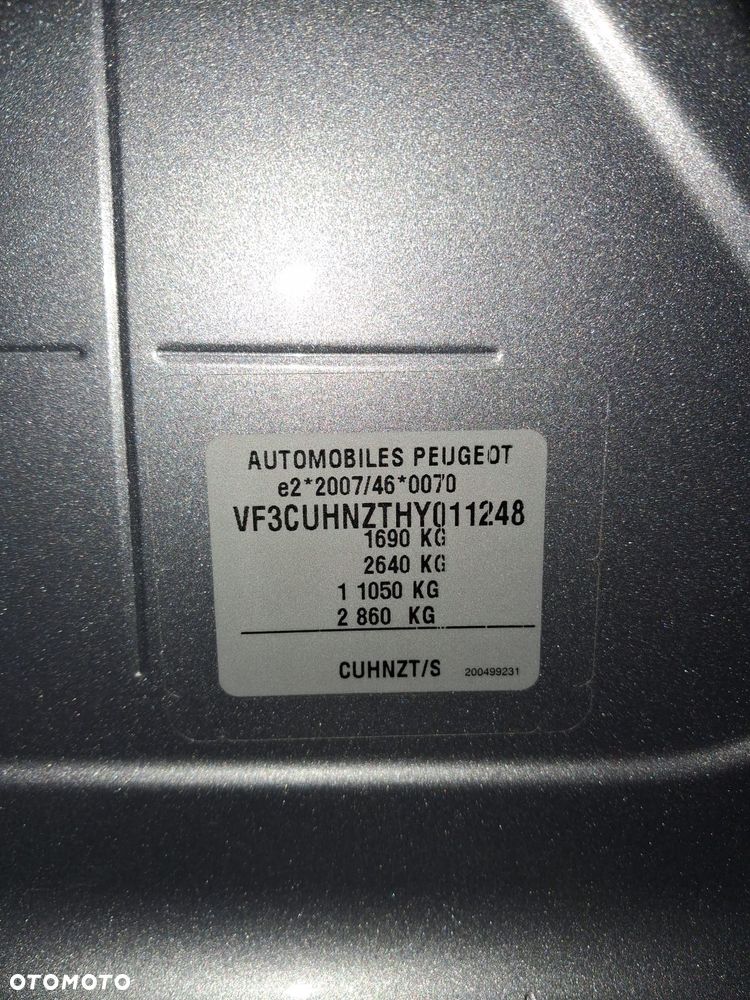 AUTOMOBILES PEUGEOT
e2*2007/46*0070
VF3CUHNZTHY011248
1690 KG
2640 KG
1 1050 KG
2 860 KG
CUHNZT/S 200499231
OTOMOTO